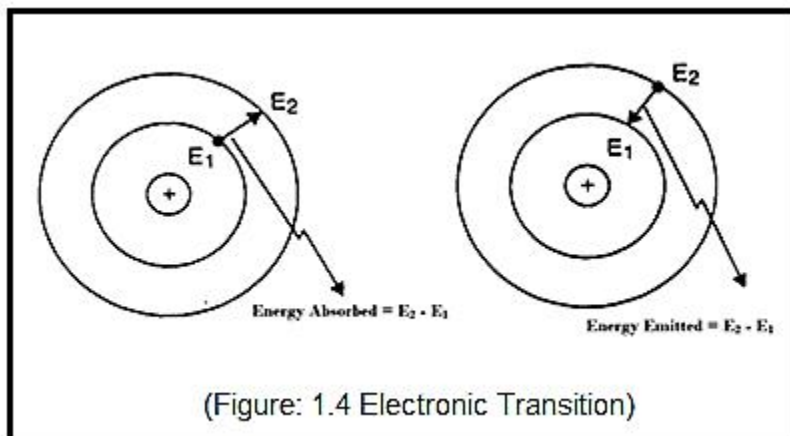 E2
E1
+
Energy Absorbed = E2 - E1
E2
E1
+
Energy Emitted = E2 - E1
(Figure: 1.4 Electronic Transition)